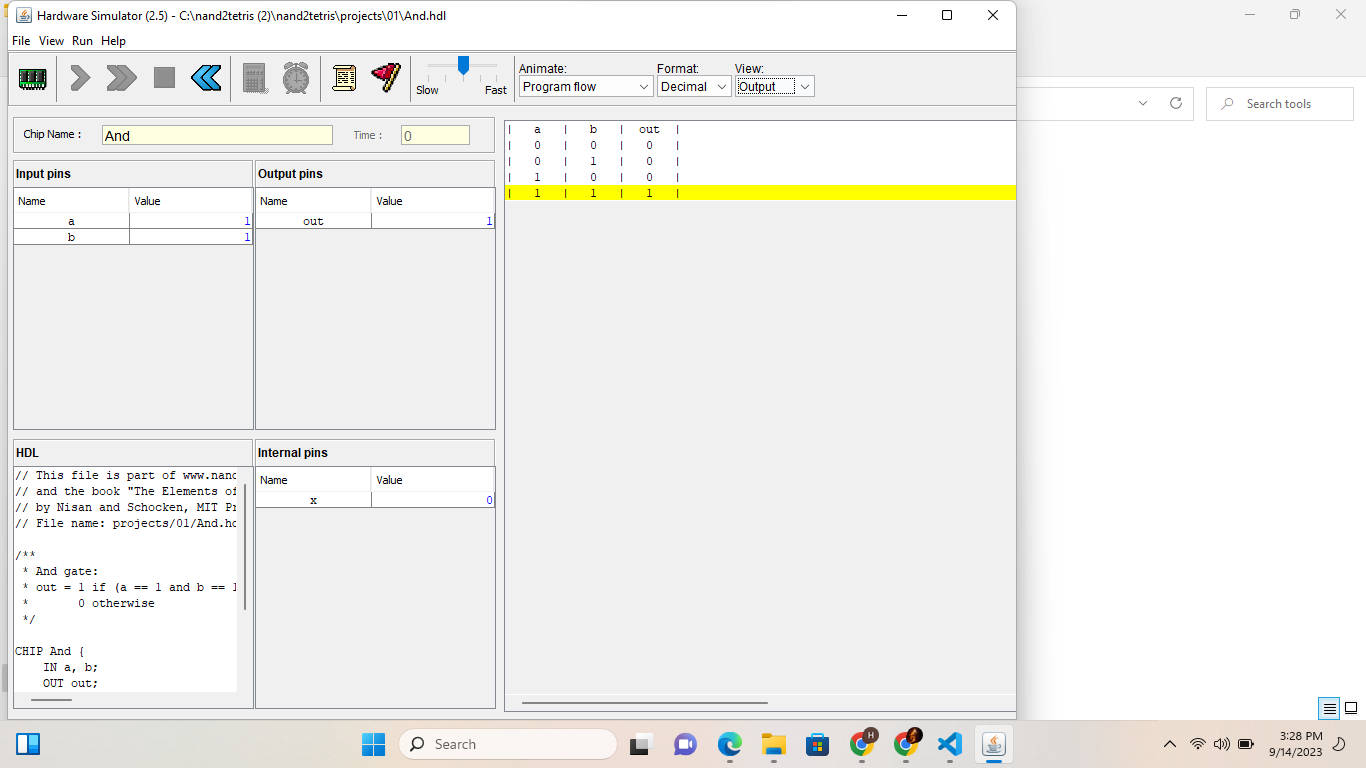 Hardware Simulator (2.5) - C:\nand2tetris (2)\nand2tetris\projects\01\And.hdl
File View Run Help
Slow Fast
Animate: Format: View:
Program flow Decimal Output
Search tools
Chip Name : And Time : 0
Input pins Output pins
Name Value Name Value
a 1 out 1
b 1
| a | b | out |
| 0 | 0 | 0 |
| 0 | 1 | 0 |
| 1 | 0 | 0 |
| 1 | 1 | 1 |
HDL
// This file is part of www.nand
// and the book "The Elements of
// by Nisan and Schocken, MIT Pr
// File name: projects/01/And.hd
/**
* And gate:
* out = 1 if (a == 1 and b == 1
* 0 otherwise
*/
CHIP And {
IN a, b;
OUT out;
Internal pins
Name Value
x 0
Search
H
3:28 PM
9/14/2023